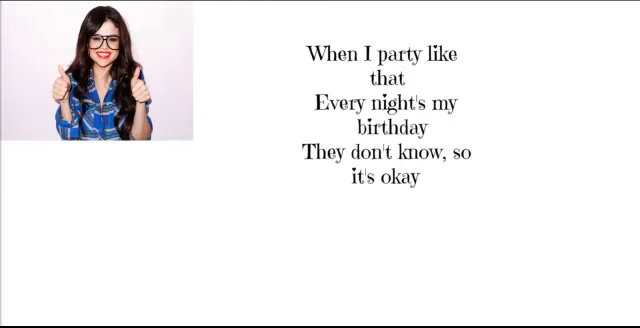 When I party like
that
Every night's my
birthday
They don't know, so
it's okay